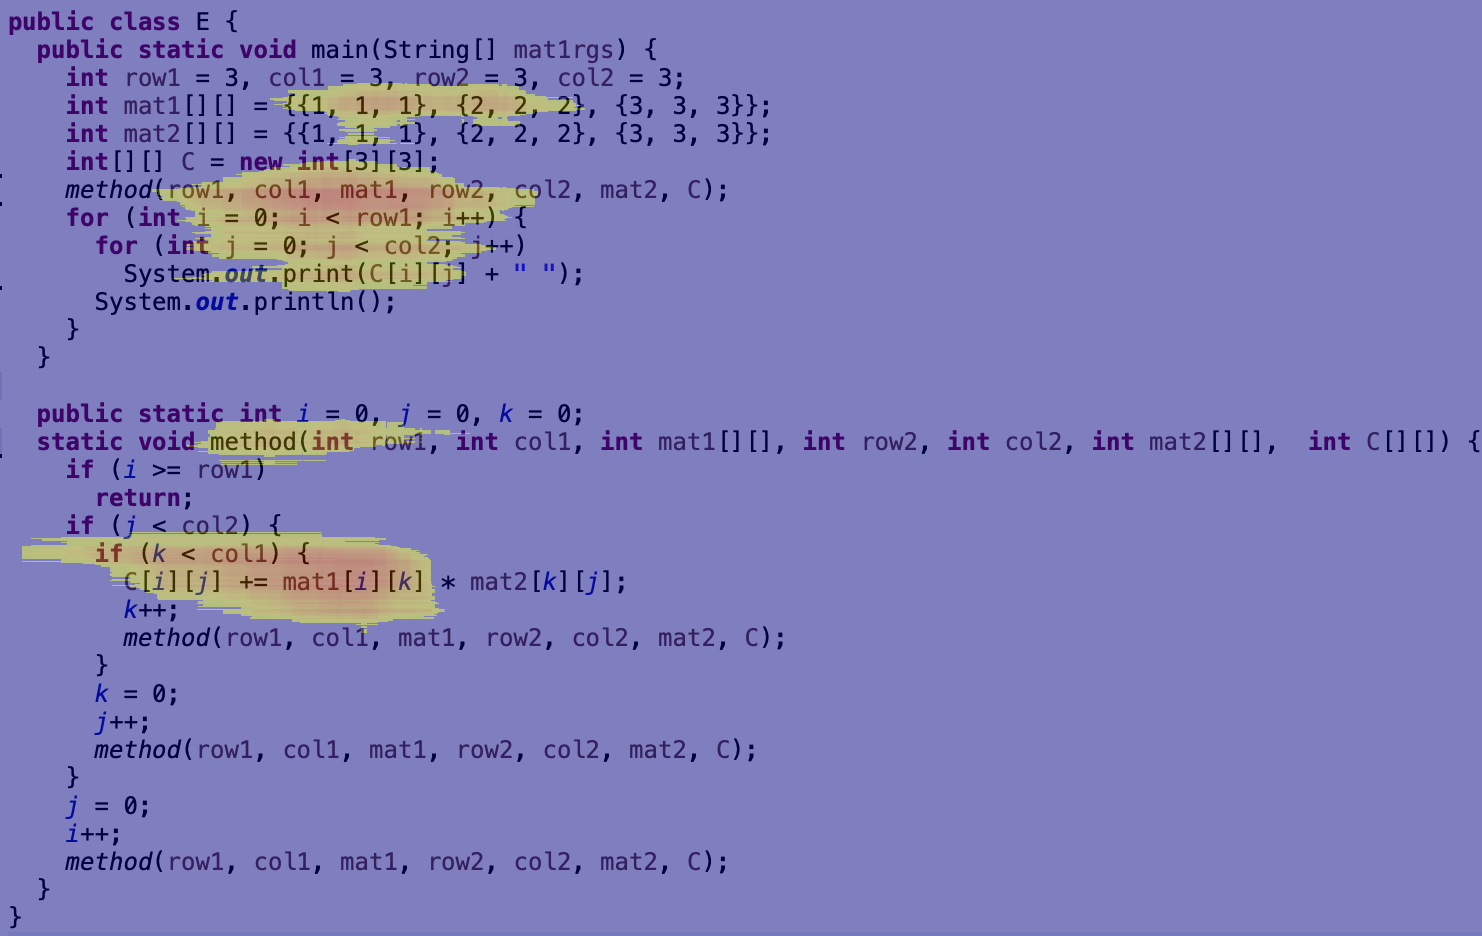 public class E {
  public static void main(String[] mat1rgs) {
    int row1 = 3, col1 = 3, row2 = 3, col2 = 3;
    int mat1[][] = {{1, 1, 1}, {2, 2, 2}, {3, 3, 3}};
    int mat2[][] = {{1, 1, 1}, {2, 2, 2}, {3, 3, 3}};
    int[][] C = new int[3][3];
    method(row1, col1, mat1, row2, col2, mat2, C);
    for (int i = 0; i < row1; i++) {
      for (int j = 0; j < col2; j++)
        System.out.print(C[i][j] + " ");
      System.out.println();
    }
  }

  public static int i = 0, j = 0, k = 0;
  static void method(int row1, int col1, int mat1[][], int row2, int col2, int mat2[][],  int C[][]) {
    if (i >= row1)
      return;
    if (j < col2) {
      if (k < col1) {
        C[i][j] += mat1[i][k] * mat2[k][j];
        k++;
        method(row1, col1, mat1, row2, col2, mat2, C);
      }
      k = 0;
      j++;
      method(row1, col1, mat1, row2, col2, mat2, C);
    }
    j = 0;
    i++;
    method(row1, col1, mat1, row2, col2, mat2, C);
  }
}